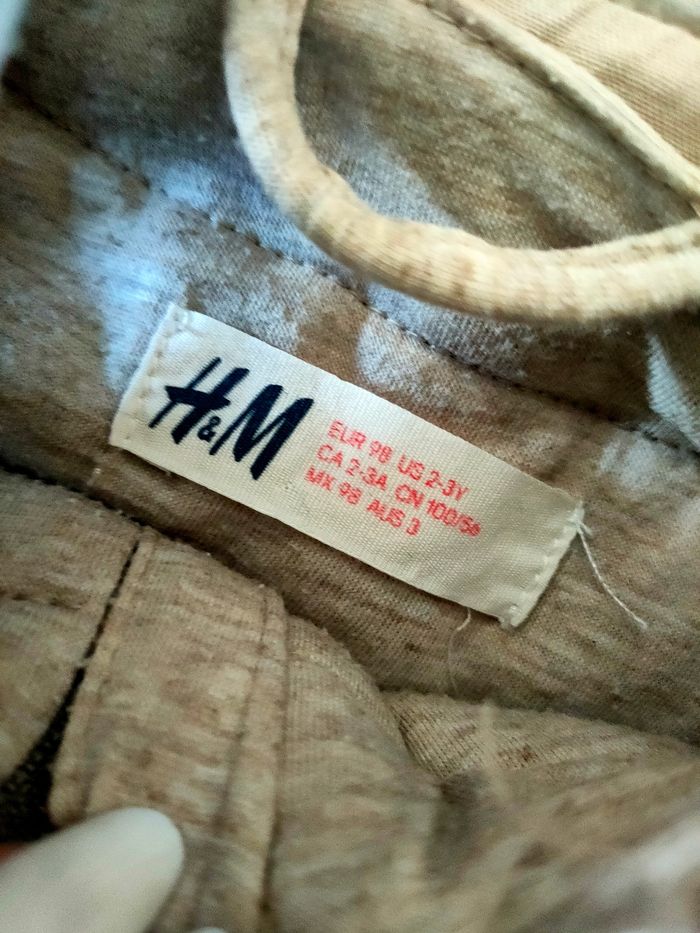 H&M
EUR 98 US 2-3Y
CA 2-3A CN 100/56
MX 98 AUS 3